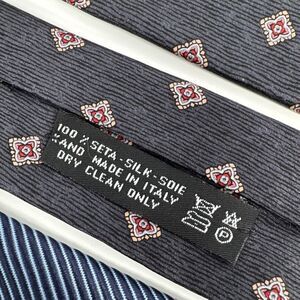 100 % SETA - SILK - SOIE
HAND MADE IN ITALY
DRY CLEAN ONLY
P